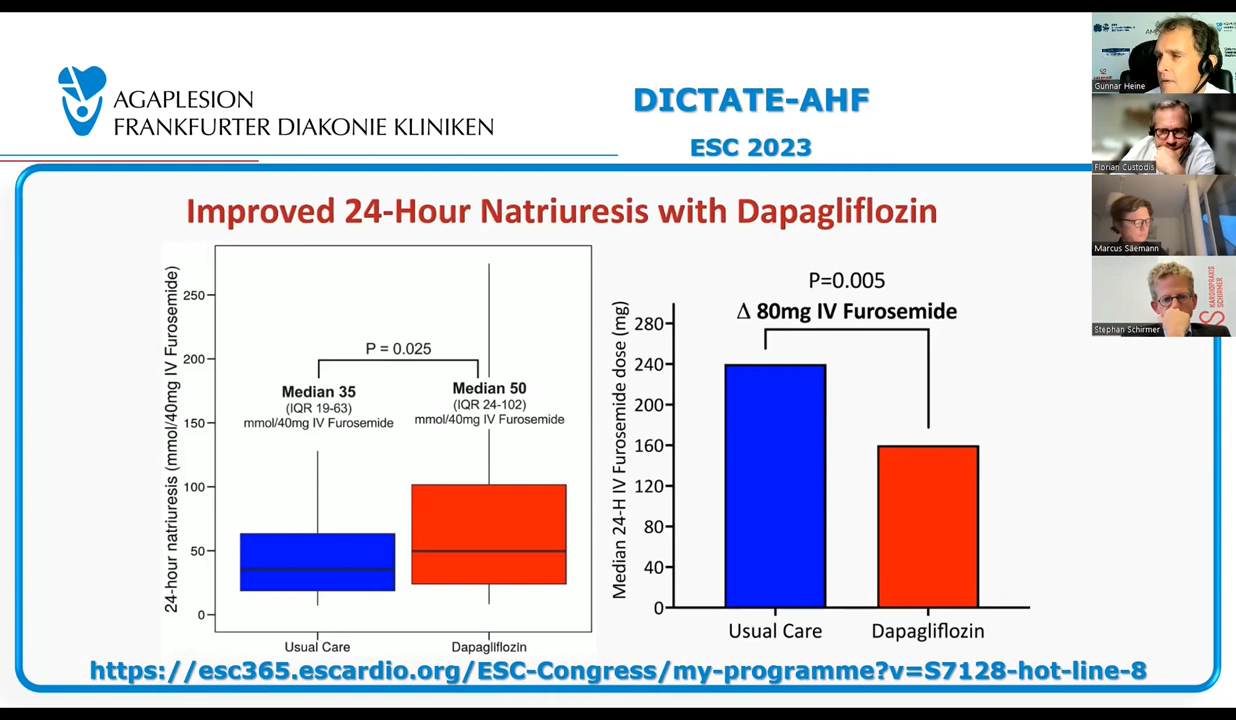 AGAPLESION
FRANKFURTER DIAKONIE KLINIKEN
DICTATE-AHF
ESC 2023
Improved 24-Hour Natriuresis with Dapagliflozin
24-hour natriuresis (mmol/40mg IV Furosemide)
250
200
150
100
50
0
P = 0.025
Median 35
(IQR 19-63)
mmol/40mg IV Furosemide
Median 50
(IQR 24-102)
mmol/40mg IV Furosemide
Usual Care
Dapagliflozin
P=0.005
Δ 80mg IV Furosemide
Median 24-H IV Furosemide dose (mg)
280
240
200
160
120
80
40
0
Usual Care
Dapagliflozin
https://esc365.escardio.org/ESC-Congress/my-programme?v=S7128-hot-line-8
Gunnar Heine
Florian Custodis
Marcus Säemann
Stephan Schirmer
KARDIOPRAXIS
SCHIRMER